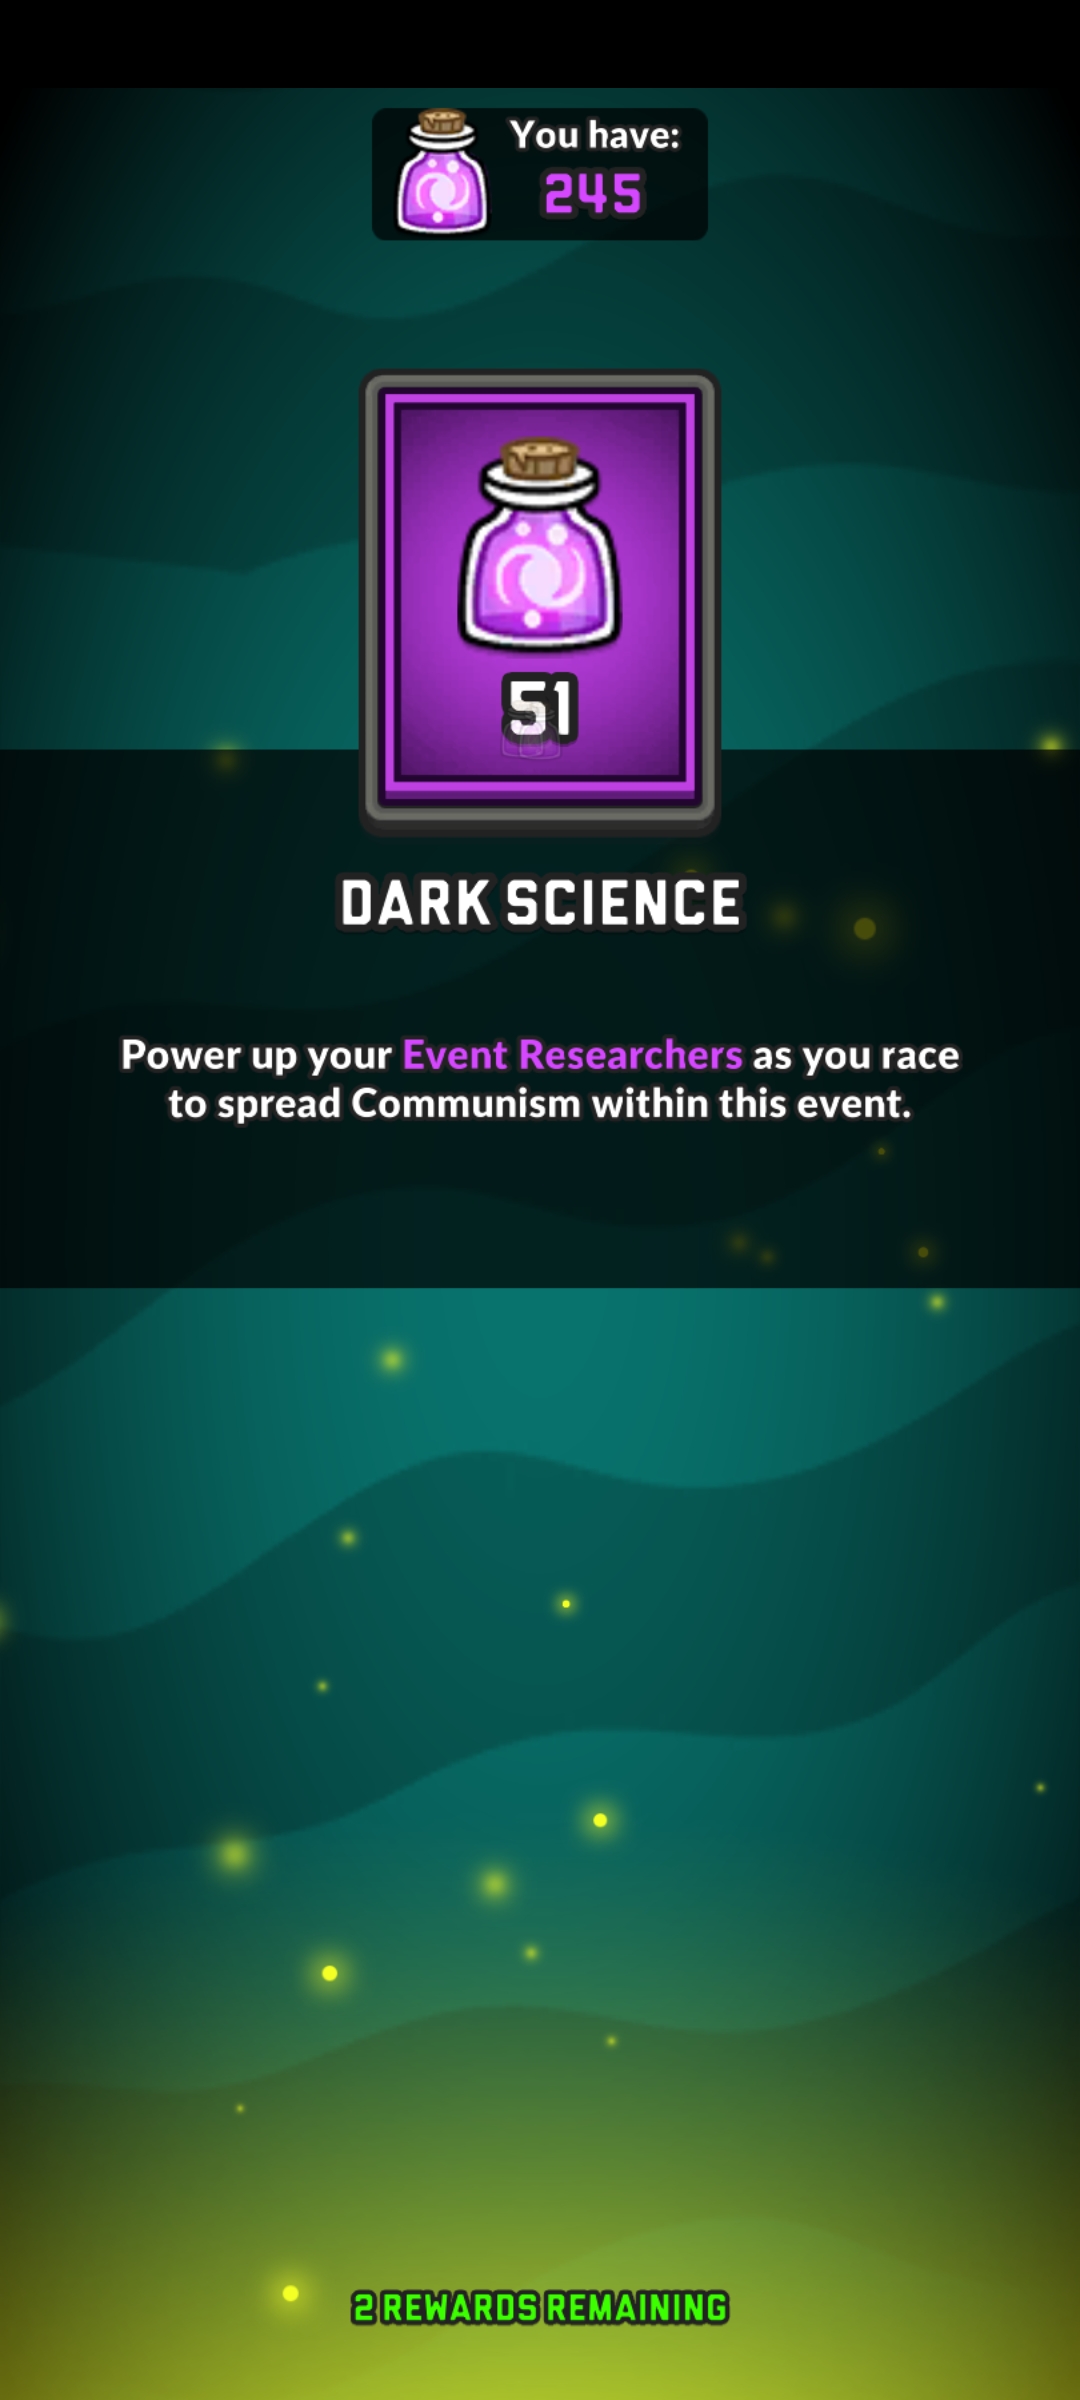 You have:
245
51
DARK SCIENCE
Power up your Event Researchers as you race
to spread Communism within this event.
2 REWARDS REMAINING